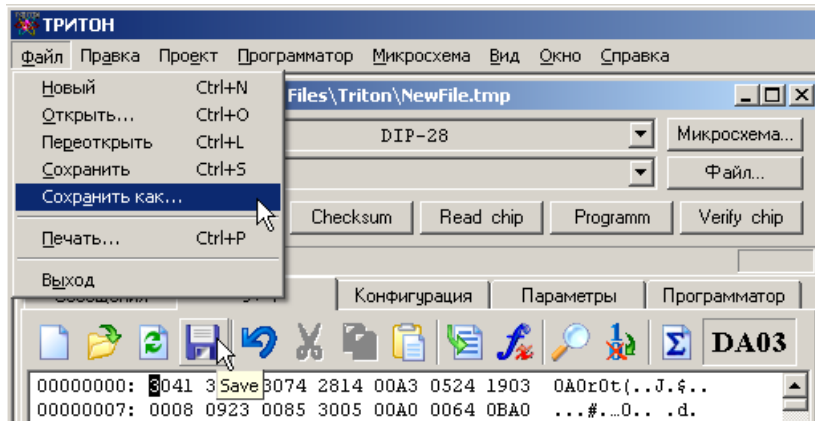 ТРИТОН
Файл Правка Проект Программатор Микросхема Вид Окно Справка
Новый Ctrl+N
Files\Triton\NewFile.tmp
Открыть... Ctrl+O
DIP-28 Микросхема...
Переоткрыть Ctrl+L
Сохранить Ctrl+S
Файл...
Сохранить как...
Checksum Read chip Programm Verify chip
Печать... Ctrl+P
Выход
Конфигурация Параметры Программатор
DA03
00000000: 3041 3 Save 3074 2814 00A3 0524 1903 0A0r0t(..J.$..
00000007: 0008 0923 0085 3005 00A0 0064 0BA0 ...#.…0.. .d.